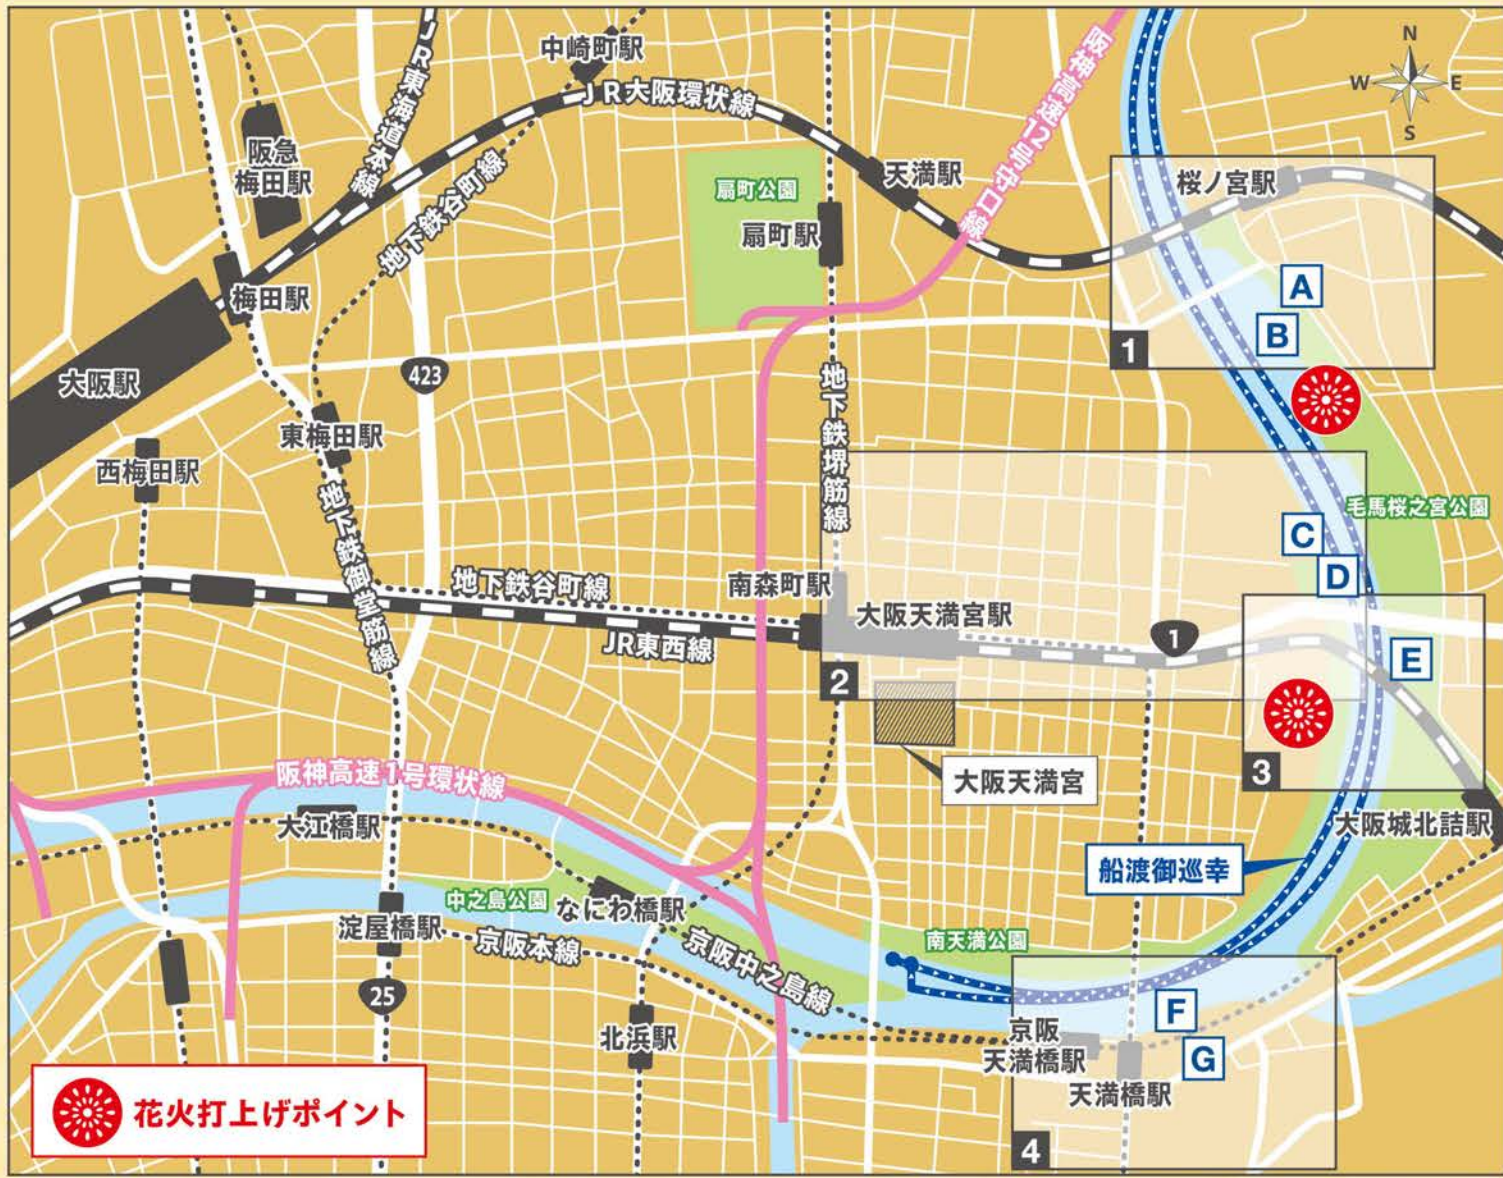 JR東海道本線
中崎町駅
阪神高速12号守口線
N
W
E
S
JR大阪環状線
阪急
梅田駅
地下鉄谷町線
扇町公園
天満駅
桜ノ宮駅
扇町駅
梅田駅
A
B
1
大阪駅
423
地下鉄堺筋線
東梅田駅
西梅田駅
地下鉄御堂筋線
毛馬桜之宮公園
C
D
地下鉄谷町線
南森町駅
大阪天満宮駅
1
JR東西線
E
2
3
大阪天満宮
阪神高速1号環状線
大江橋駅
大阪城北詰駅
船渡御巡幸
中之島公園
なにわ橋駅
淀屋橋駅
京阪本線
京阪中之島線
南天満公園
25
北浜駅
F
京阪
天満橋駅
G
天満橋駅
花火打上げポイント
4